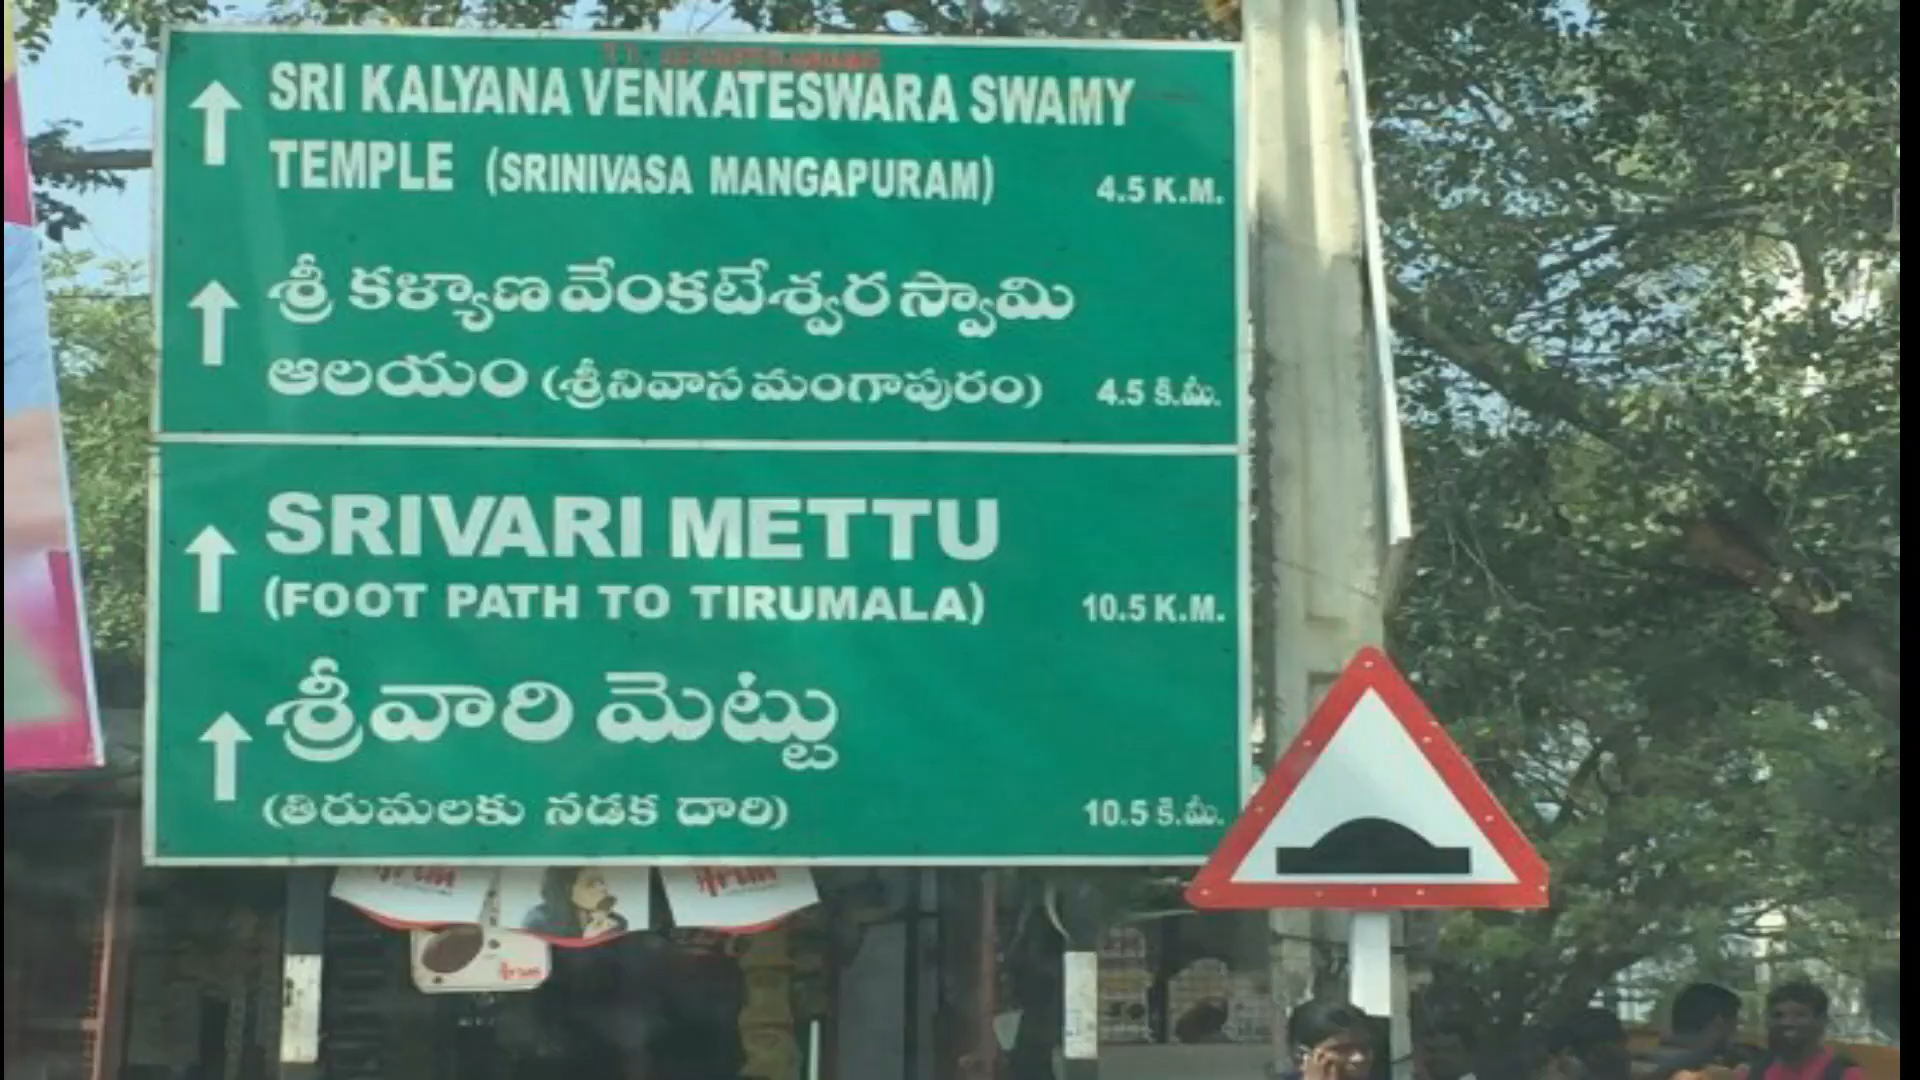 SRI KALYANA VENKATESWARA SWAMY
TEMPLE (SRINIVASA MANGAPURAM) 4.5 K.M.
శ్రీ కళ్యాణ వేంకటేశ్వర స్వామి
ఆలయం (శ్రీనివాస మంగాపురం) 4.5 కి.మీ.
SRIVARI METTU
(FOOT PATH TO TIRUMALA) 10.5 K.M.
శ్రీవారి మెట్టు
(తిరుమలకు నడక దారి) 10.5 కి.మీ.